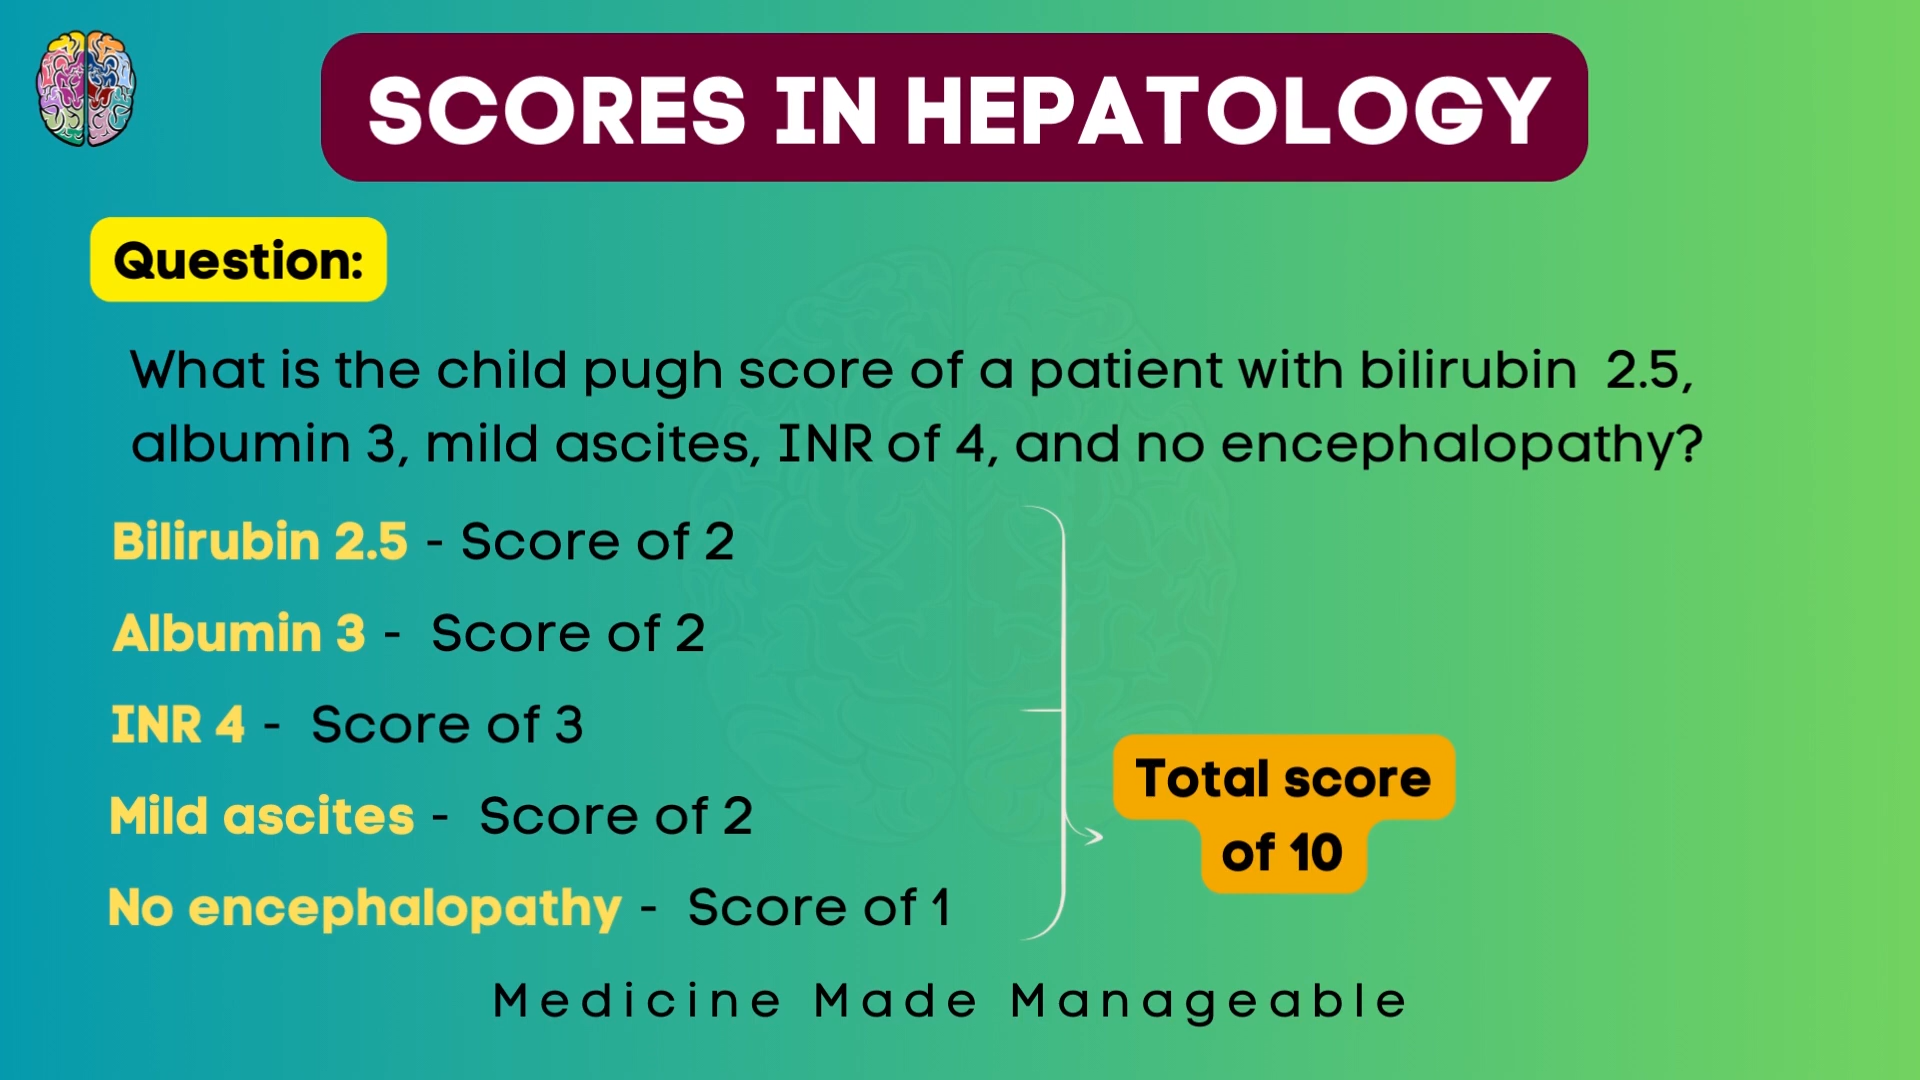 SCORES IN HEPATOLOGY
Question:
What is the child pugh score of a patient with bilirubin 2.5,
albumin 3, mild ascites, INR of 4, and no encephalopathy?
Bilirubin 2.5 - Score of 2
Albumin 3 - Score of 2
INR 4 - Score of 3
Mild ascites - Score of 2
No encephalopathy - Score of 1
Total score
of 10
Medicine Made Manageable